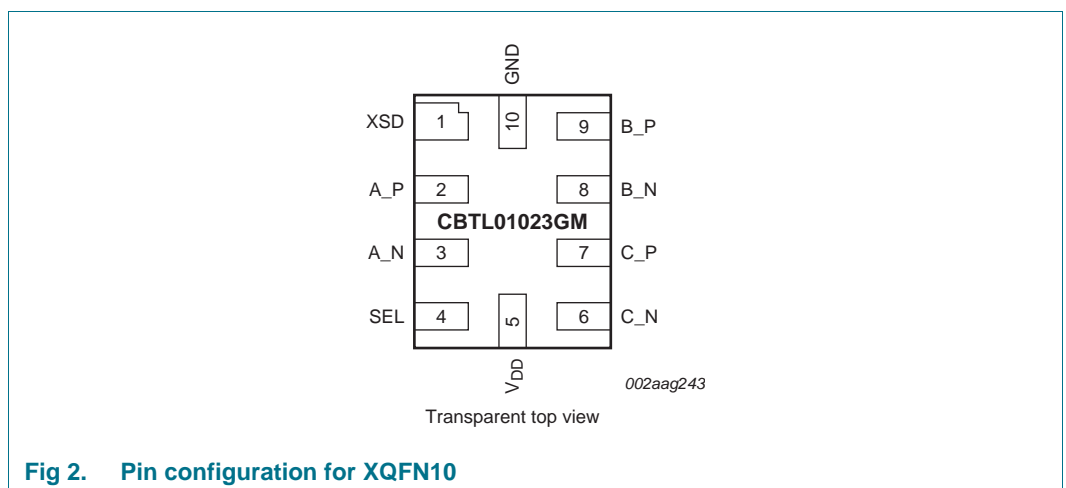 GND
XSD 1 10 9 B_P
A_P 2 8 B_N
CBTL01023GM
A_N 3 7 C_P
SEL 4 5 6 C_N
VDD
002aag243
Transparent top view
Fig 2. Pin configuration for XQFN10